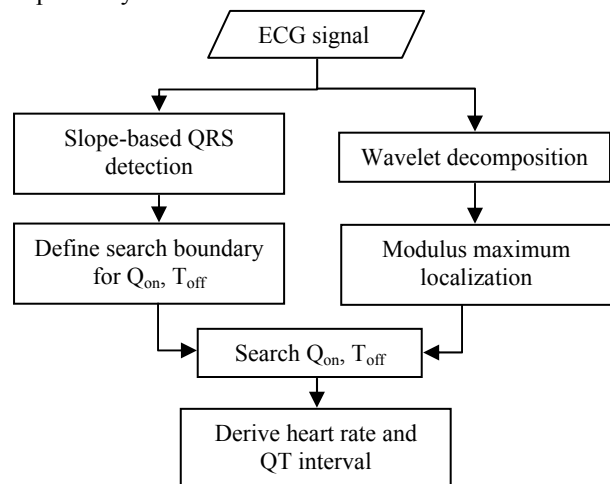 ECG signal
Slope-based QRS
detection
Wavelet decomposition
Define search boundary
for Qon, Toff
Modulus maximum
localization
Search Qon, Toff
Derive heart rate and
QT interval